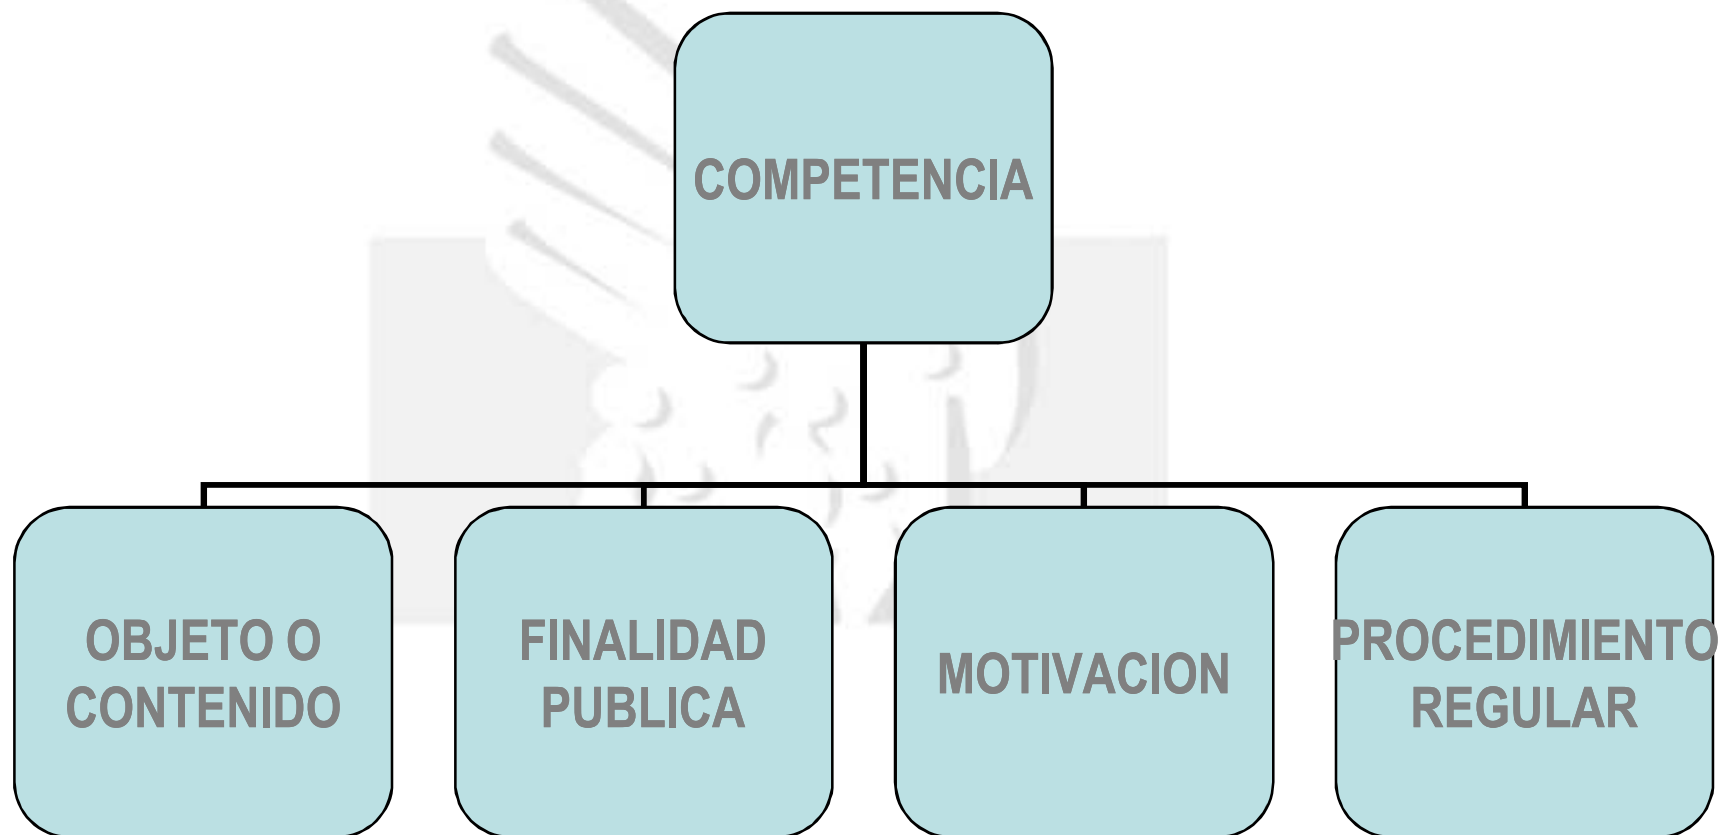 COMPETENCIA
OBJETO O
CONTENIDO
FINALIDAD
PUBLICA
MOTIVACION
PROCEDIMIENTO
REGULAR